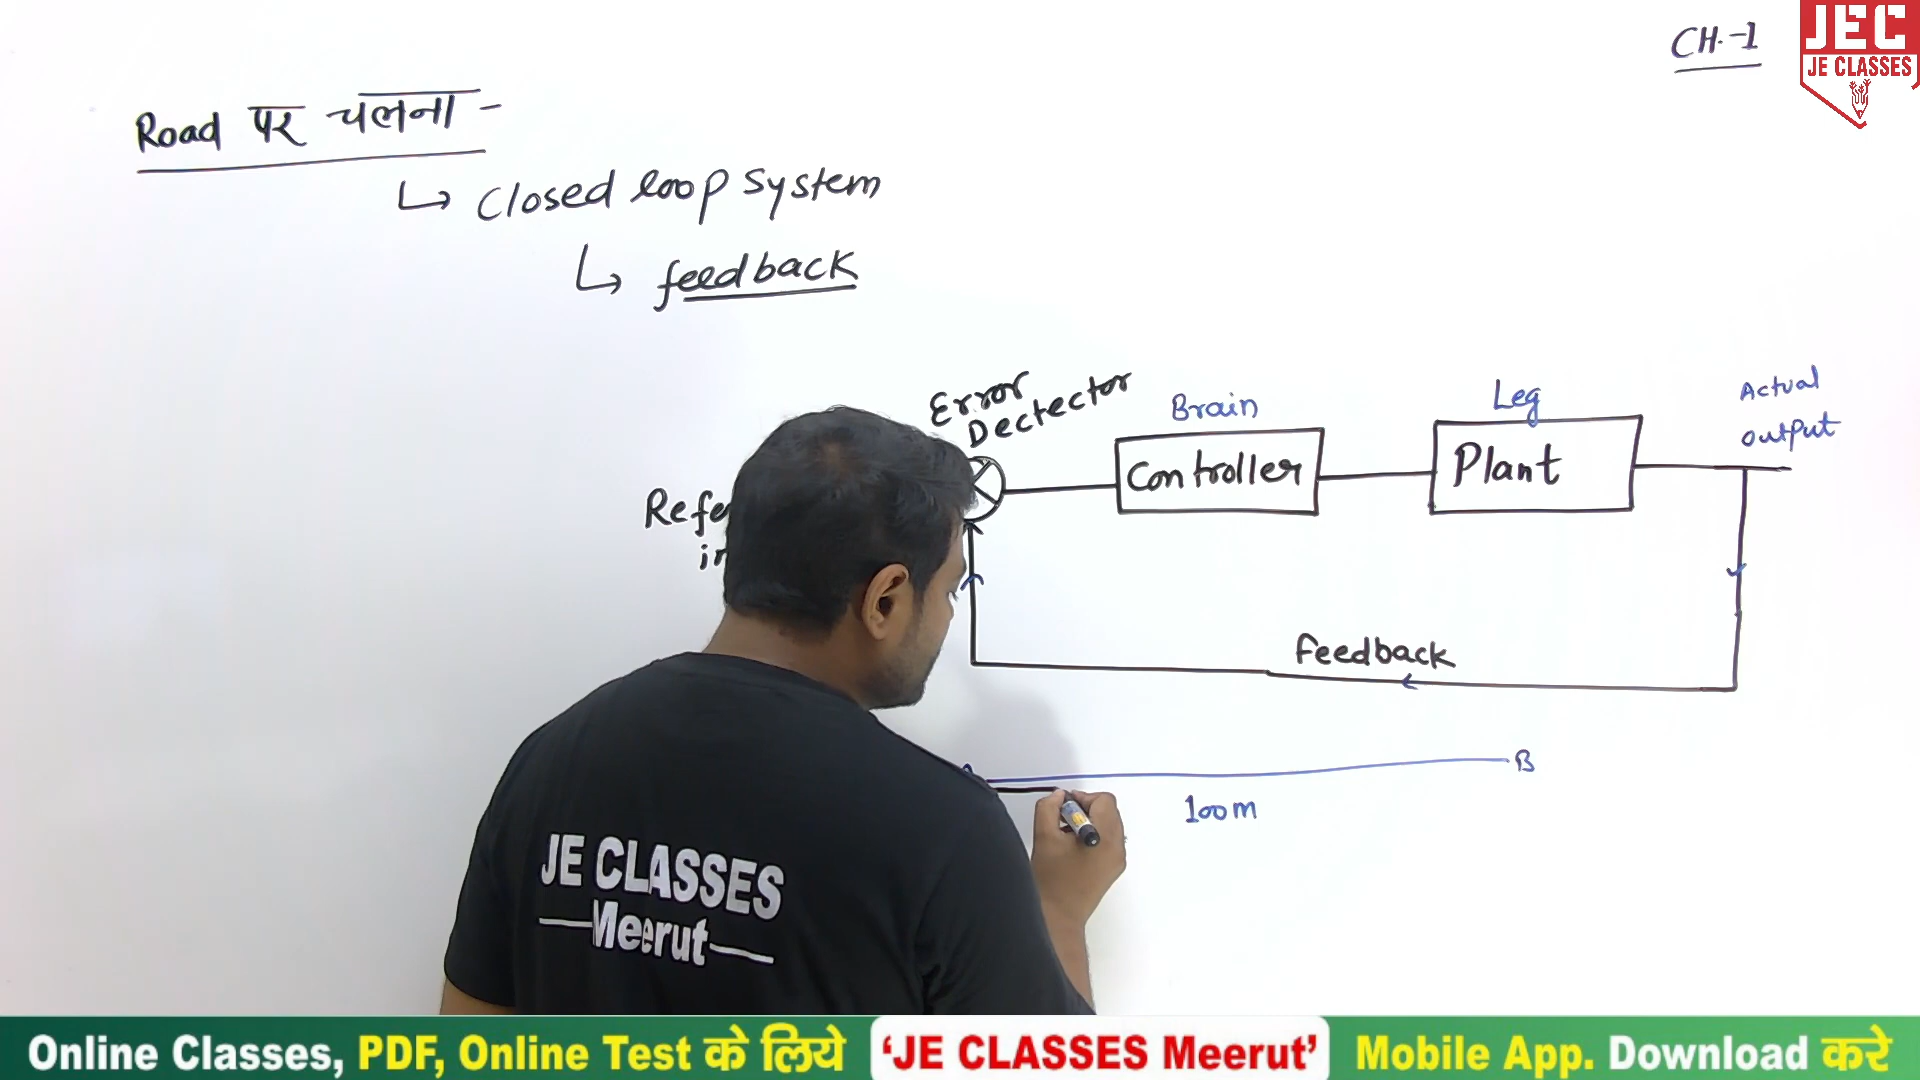 CH.-1
JEC
JE CLASSES
Road पर चलना -
↳ Closed loop system
↳ feedback
Error
Dectector
Brain
Leg
Actual
output
Controller
Plant
feedback
B
100m
JE CLASSES
Meerut
Online Classes, PDF, Online Test के लिये 'JE CLASSES Meerut' Mobile App. Download करे